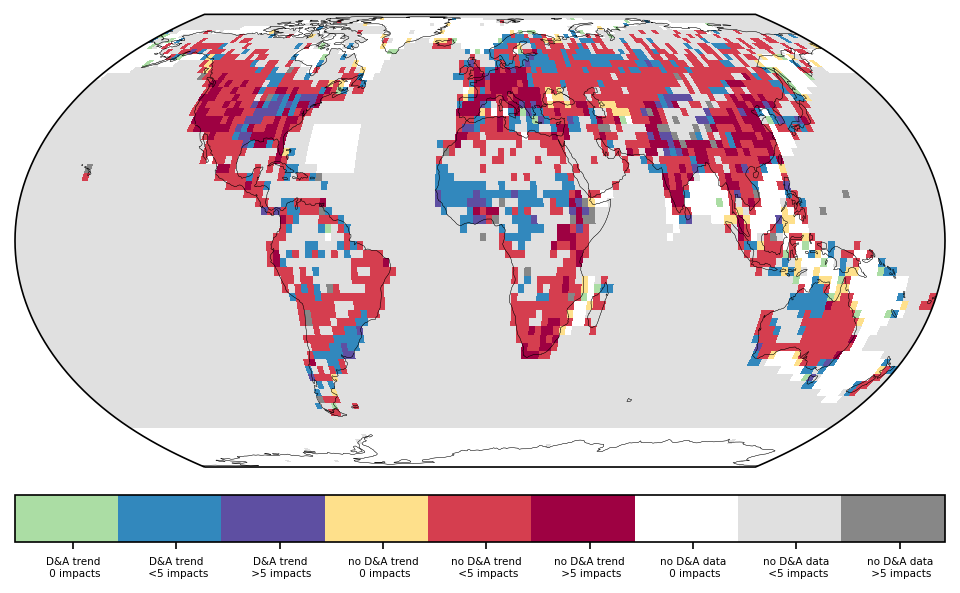 D&A trend
0 impacts
D&A trend
<5 impacts
D&A trend
>5 impacts
no D&A trend
0 impacts
no D&A trend
<5 impacts
no D&A trend
>5 impacts
no D&A data
0 impacts
no D&A data
<5 impacts
no D&A data
>5 impacts